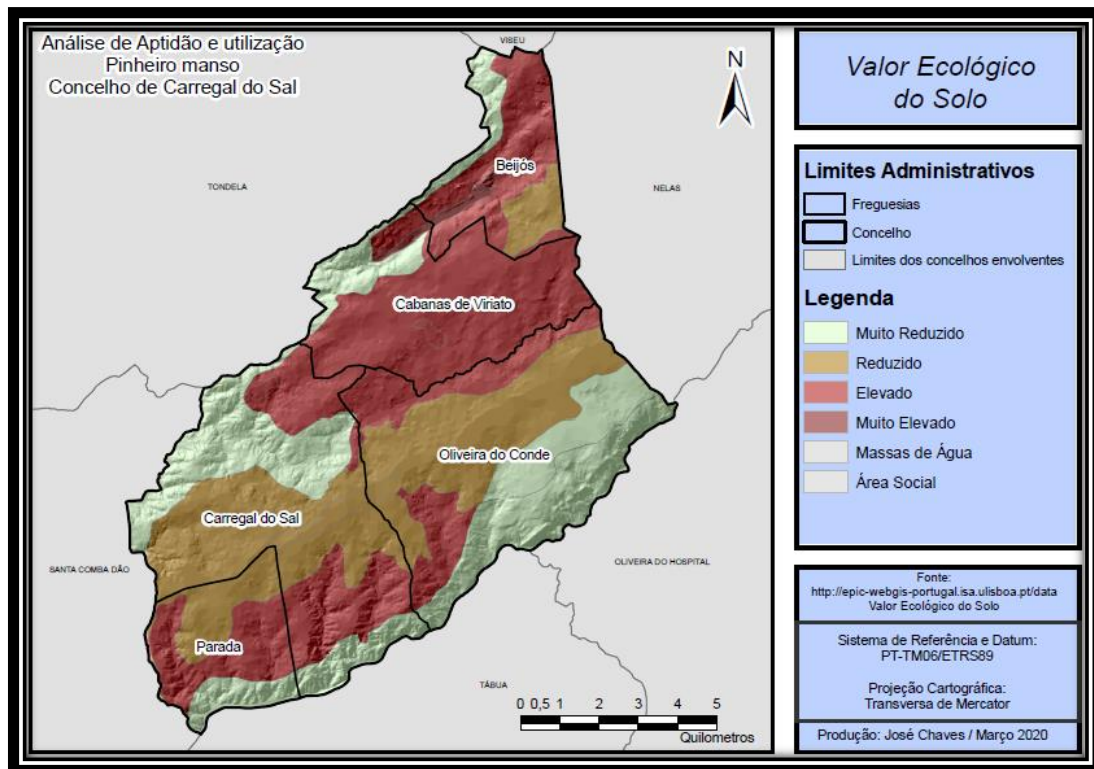 Análise de Aptidão e utilização
Pinheiro manso
Concelho de Carregal do Sal
VISEU
N
Beijós
TONDELA
NELAS
Cabanas de Viriato
Oliveira do Conde
Carregal do Sal
SANTA COMBA DÃO
OLIVEIRA DO HOSPITAL
Parada
TÁBUA
0 0,5 1 2 3 4 5
Quilometros
Valor Ecológico
do Solo
Limites Administrativos
Freguesias
Concelho
Limites dos concelhos envolventes
Legenda
Muito Reduzido
Reduzido
Elevado
Muito Elevado
Massas de Água
Área Social
Fonte:
http://epic-webgis-portugal.isa.ulisboa.pt/data
Valor Ecológico do Solo
Sistema de Referência e Datum:
PT-TM06/ETRS89
Projeção Cartográfica:
Transversa de Mercator
Produção: José Chaves / Março 2020